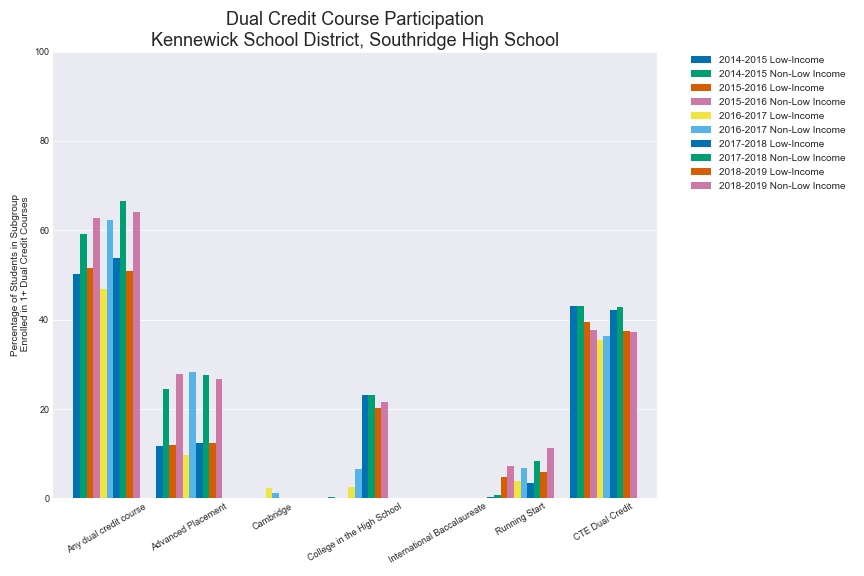 Dual Credit Course Participation
Kennewick School District, Southridge High School
Percentage of Students in Subgroup
Enrolled in 1+ Dual Credit Courses
100
80
60
40
20
0
Any dual credit course
Advanced Placement
Cambridge
College in the High School
International Baccalaureate
Running Start
CTE Dual Credit
2014-2015 Low-Income
2014-2015 Non-Low Income
2015-2016 Low-Income
2015-2016 Non-Low Income
2016-2017 Low-Income
2016-2017 Non-Low Income
2017-2018 Low-Income
2017-2018 Non-Low Income
2018-2019 Low-Income
2018-2019 Non-Low Income